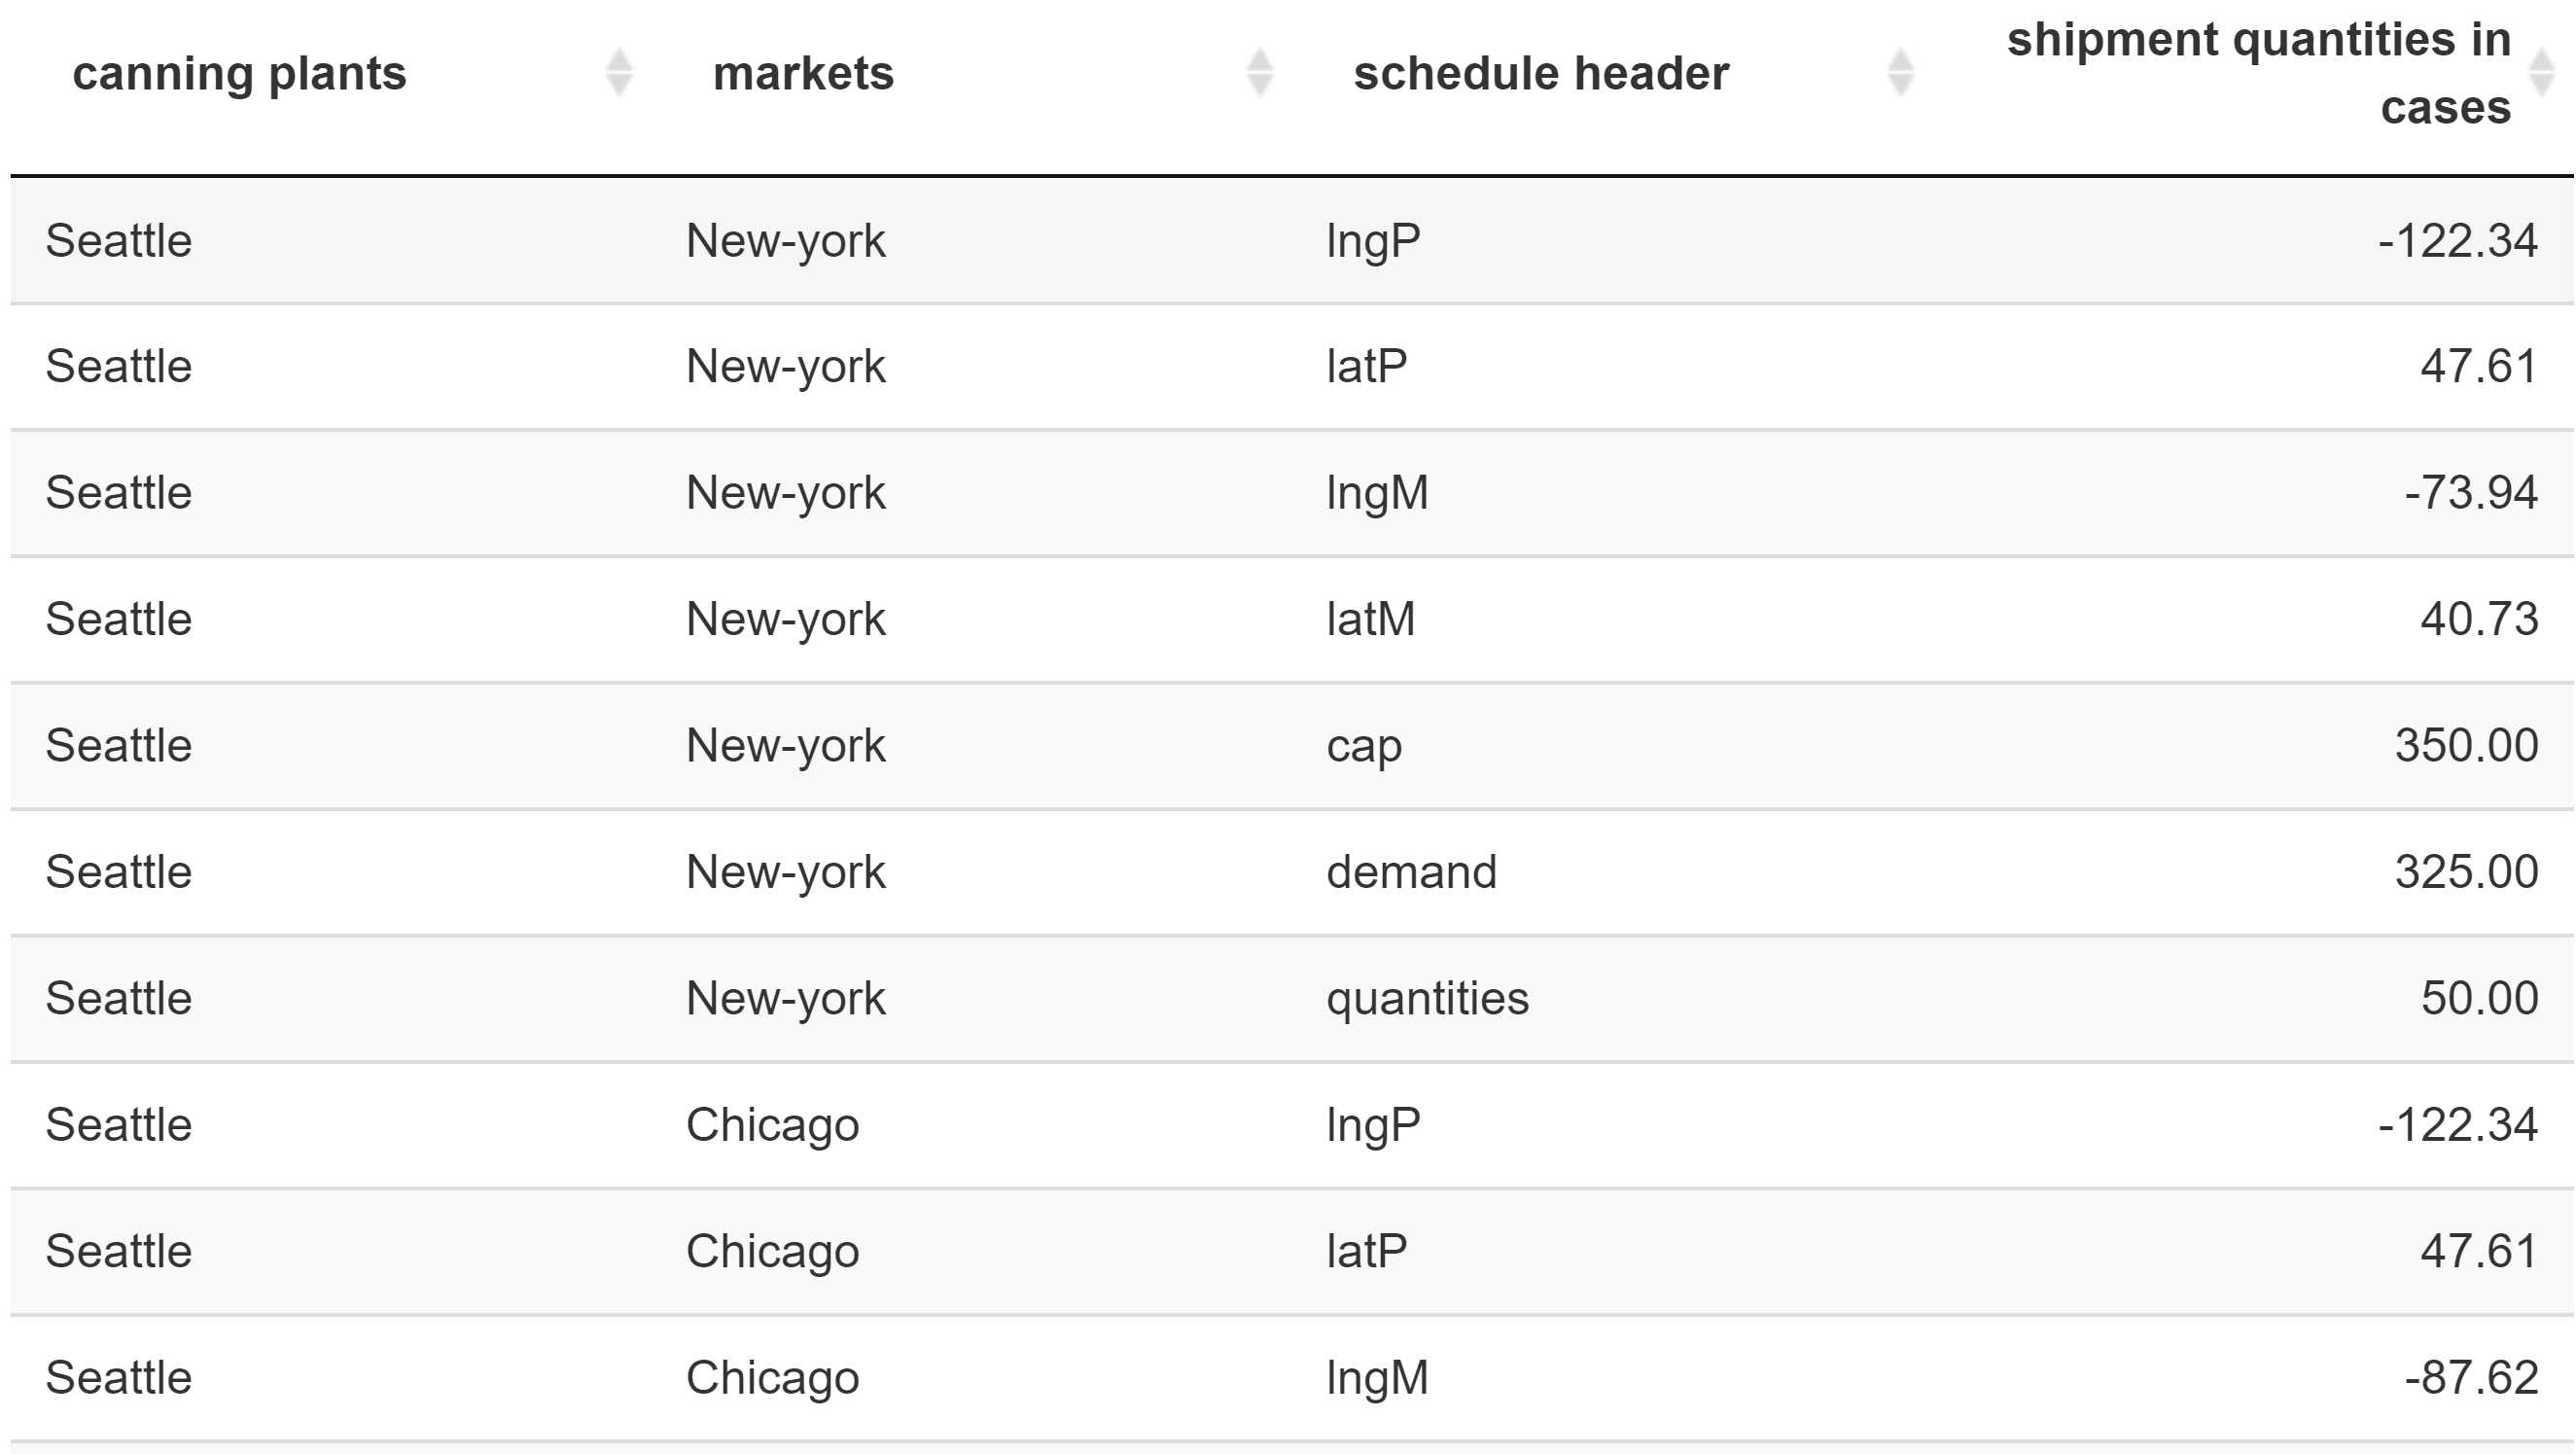 canning plants markets schedule header shipment quantities in cases
Seattle New-york lngP -122.34
Seattle New-york latP 47.61
Seattle New-york lngM -73.94
Seattle New-york latM 40.73
Seattle New-york cap 350.00
Seattle New-york demand 325.00
Seattle New-york quantities 50.00
Seattle Chicago lngP -122.34
Seattle Chicago latP 47.61
Seattle Chicago lngM -87.62